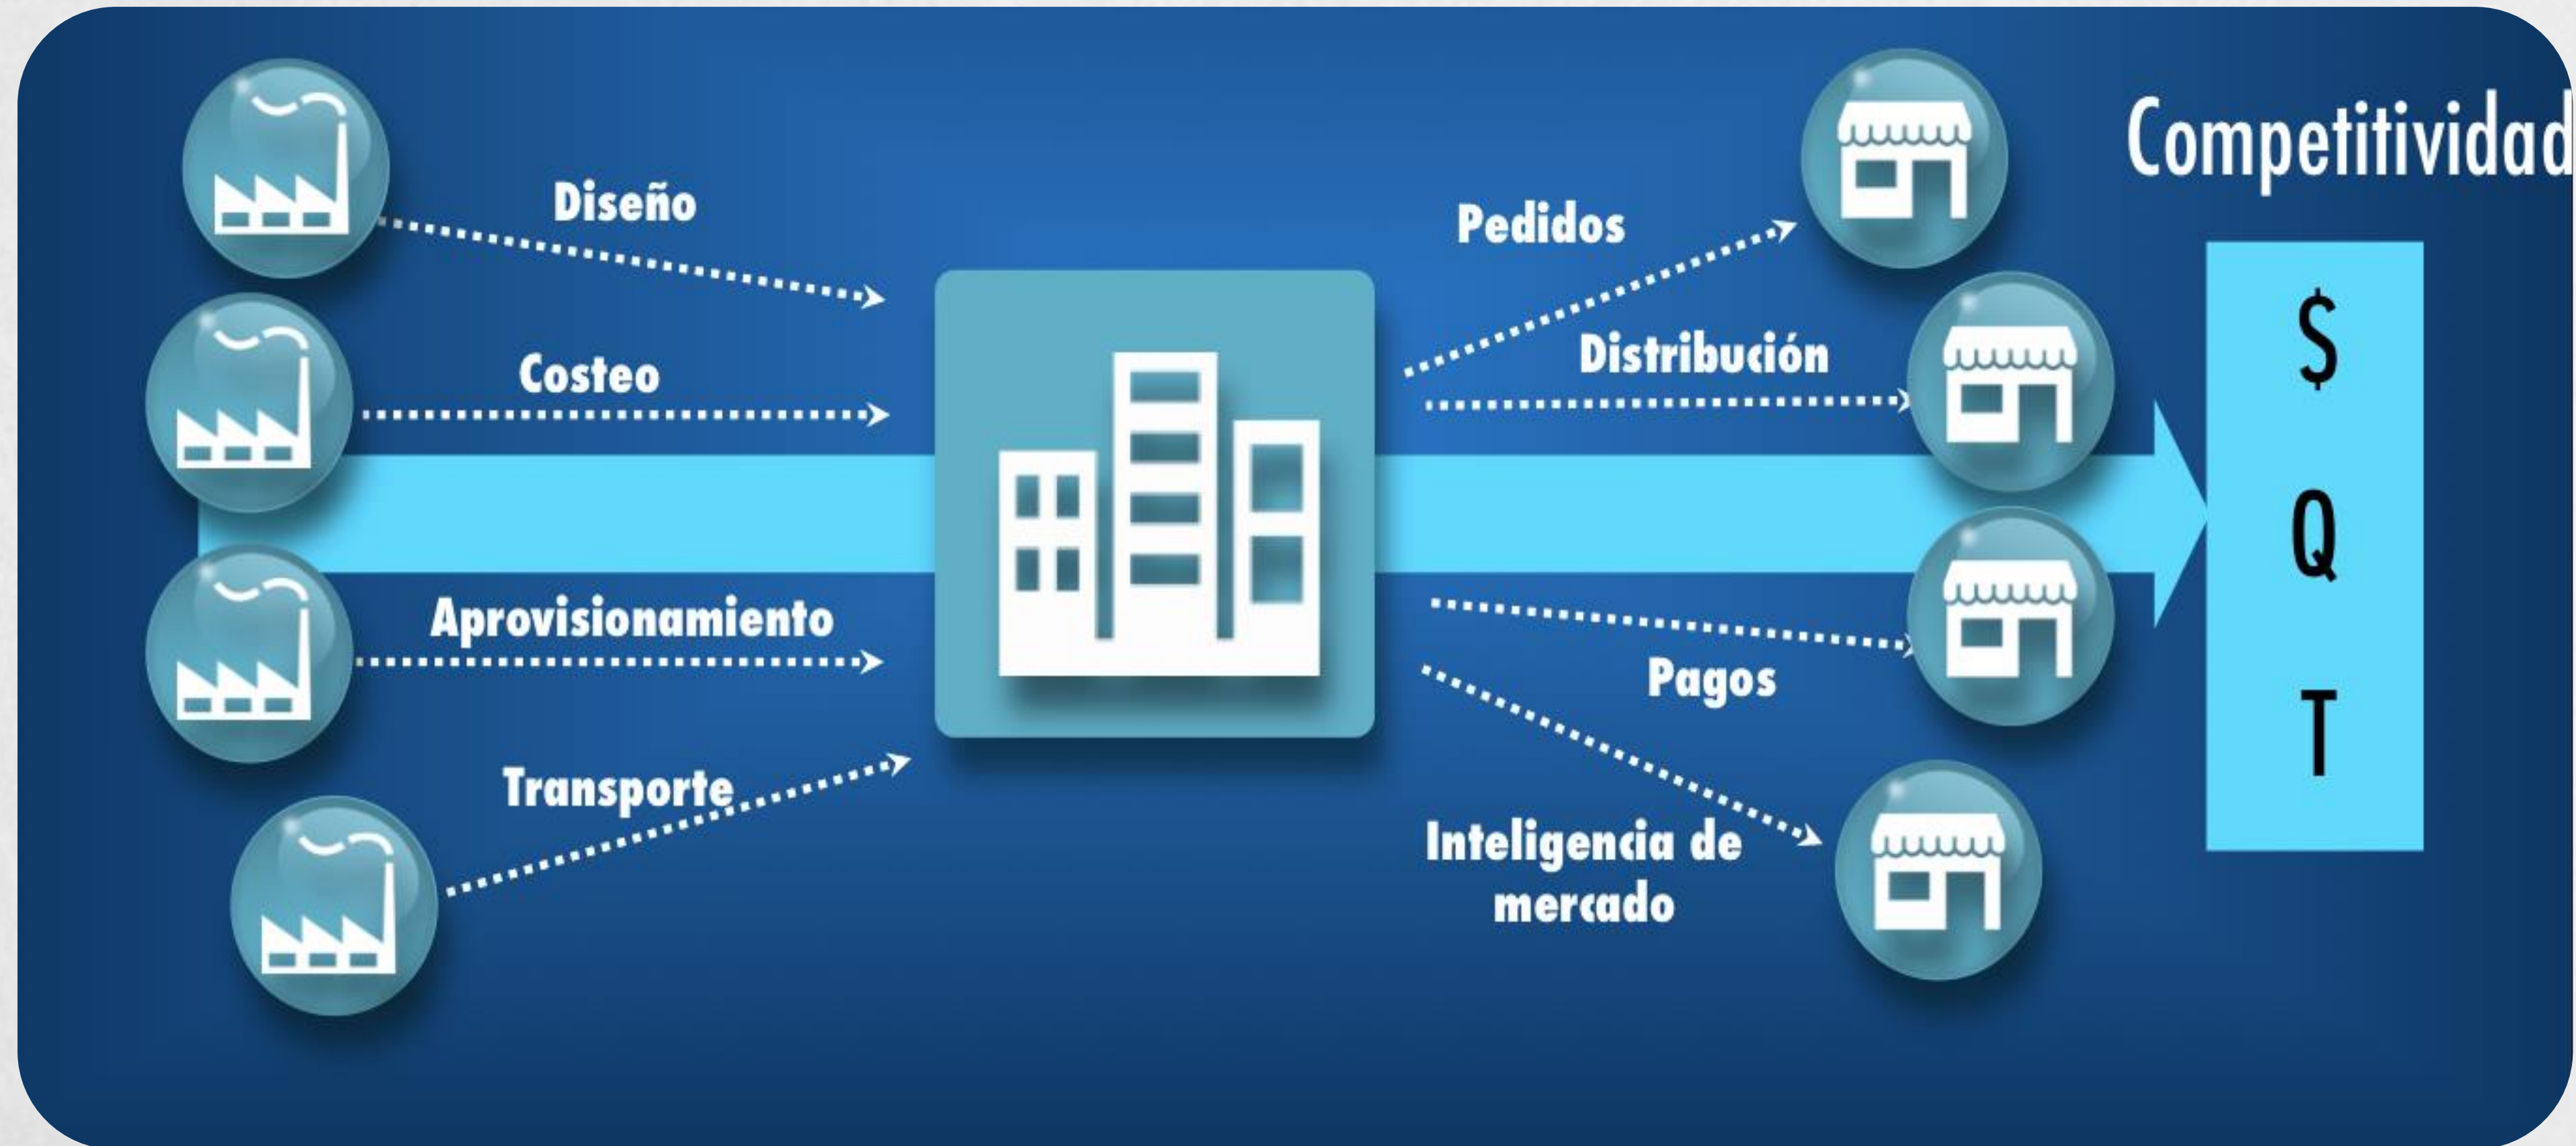 Diseño
Costeo
Aprovisionamiento
Transporte
Pedidos
Distribución
Pagos
Inteligencia de
mercado
Competitividad
$
Q
T